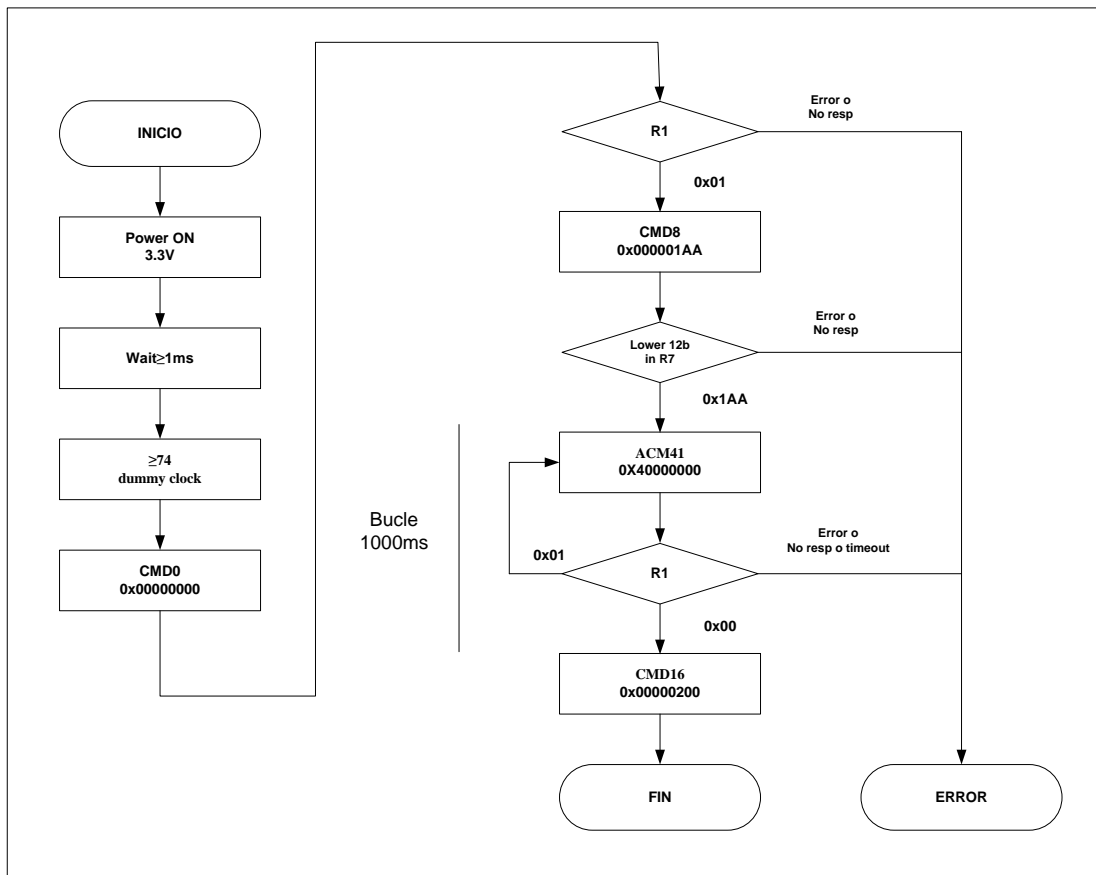 INICIO
Power ON
3.3V
Wait≥1ms
≥74
dummy clock
CMD0
0x00000000
R1
Error o
No resp
0x01
CMD8
0x000001AA
Lower 12b
in R7
Error o
No resp
0x1AA
ACM41
0X40000000
Bucle
1000ms
0x01
R1
Error o
No resp o timeout
0x00
CMD16
0x00000200
FIN
ERROR